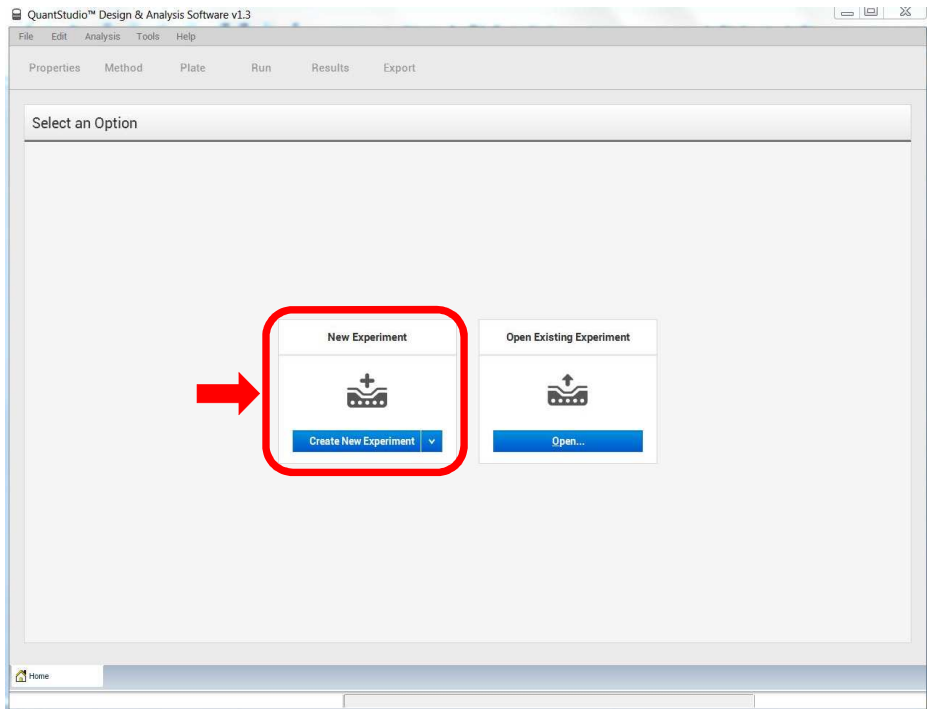 QuantStudio™ Design & Analysis Software v1.3
File Edit Analysis Tools Help
Properties Method Plate Run Results Export
Select an Option
New Experiment Open Existing Experiment
Create New Experiment Open...
Home